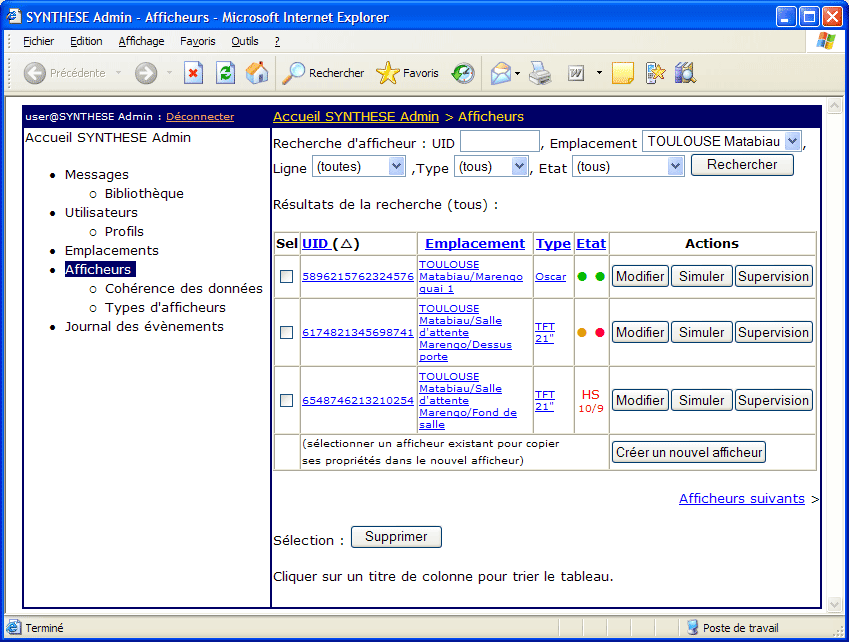 SYNTHESE Admin - Afficheurs - Microsoft Internet Explorer
Fichier Edition Affichage Favoris Outils ?
Précédente Rechercher Favoris
user@SYNTHESE Admin : Déconnecter
Accueil SYNTHESE Admin > Afficheurs
Accueil SYNTHESE Admin
Messages
Bibliothèque
Utilisateurs
Profils
Emplacements
Afficheurs
Cohérence des données
Types d'afficheurs
Journal des évènements
Recherche d'afficheur : UID , Emplacement TOULOUSE Matabiau ,
Ligne (toutes) ,Type (tous) , Etat (tous) Rechercher
Résultats de la recherche (tous) :
Sel UID (△) Emplacement Type Etat Actions
5896215762324576 TOULOUSE
Matabiau/Marengo
quai 1
Oscar Modifier Simuler Supervision
6174821345698741 TOULOUSE
Matabiau/Salle
d'attente
Marengo/Dessus
porte
TFT
21"
Modifier Simuler Supervision
6548746213210254 TOULOUSE
Matabiau/Salle
d'attente
Marengo/Fond de
salle
TFT
21"
HS
10/9
Modifier Simuler Supervision
(sélectionner un afficheur existant pour copier
ses propriétés dans le nouvel afficheur)
Créer un nouvel afficheur
Afficheurs suivants >
Sélection : Supprimer
Cliquer sur un titre de colonne pour trier le tableau.
Terminé Poste de travail